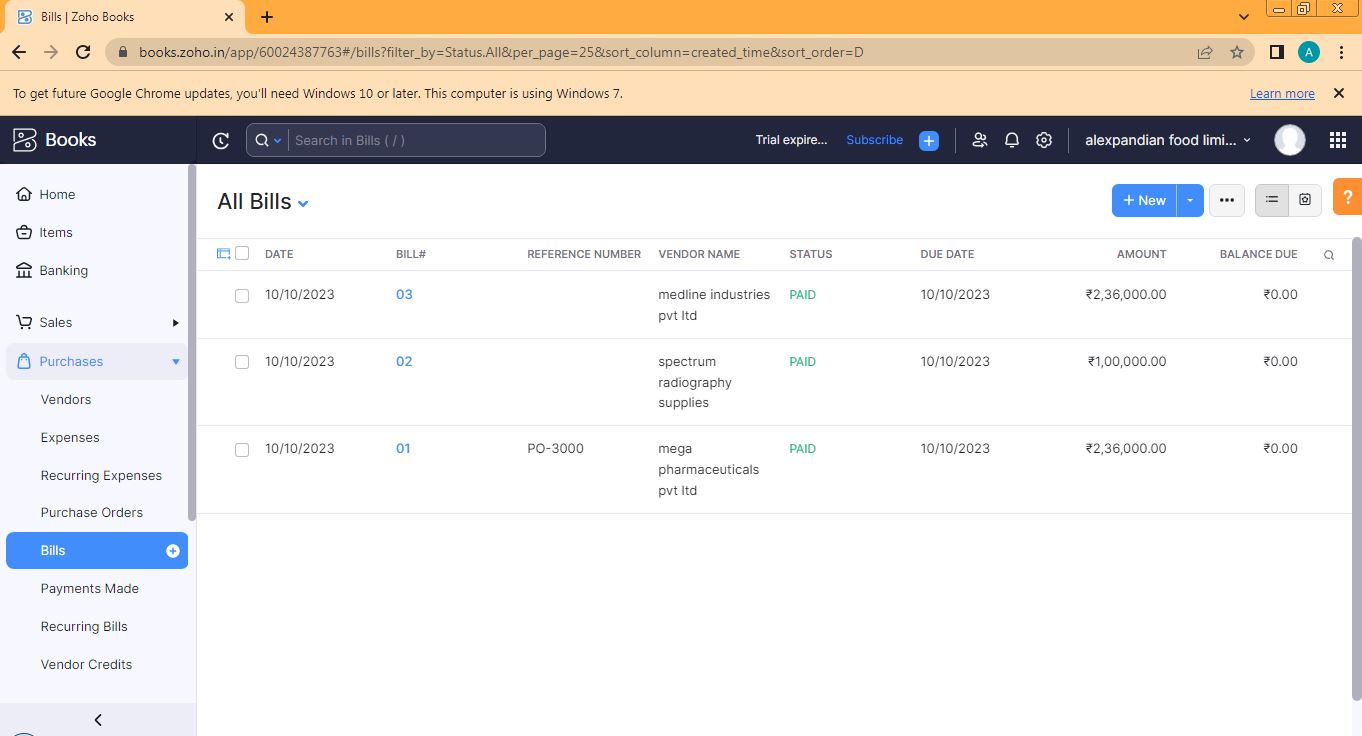 Bills | Zoho Books
books.zoho.in/app/60024387763#/bills?filter_by=Status.All&per_page=25&sort_column=created_time&sort_order=D
A
To get future Google Chrome updates, you'll need Windows 10 or later. This computer is using Windows 7.
Learn more
Books
Search in Bills ( / )
Trial expire...
Subscribe
alexpandian food limi...
Home
Items
Banking
Sales
Purchases
Vendors
Expenses
Recurring Expenses
Purchase Orders
Bills
Payments Made
Recurring Bills
Vendor Credits
All Bills
+ New
?
DATE BILL# REFERENCE NUMBER VENDOR NAME STATUS DUE DATE AMOUNT BALANCE DUE
10/10/2023 03 medline industries PAID 10/10/2023 ₹2,36,000.00 ₹0.00
pvt ltd
10/10/2023 02 spectrum PAID 10/10/2023 ₹1,00,000.00 ₹0.00
radiography
supplies
10/10/2023 01 PO-3000 mega PAID 10/10/2023 ₹2,36,000.00 ₹0.00
pharmaceuticals
pvt ltd